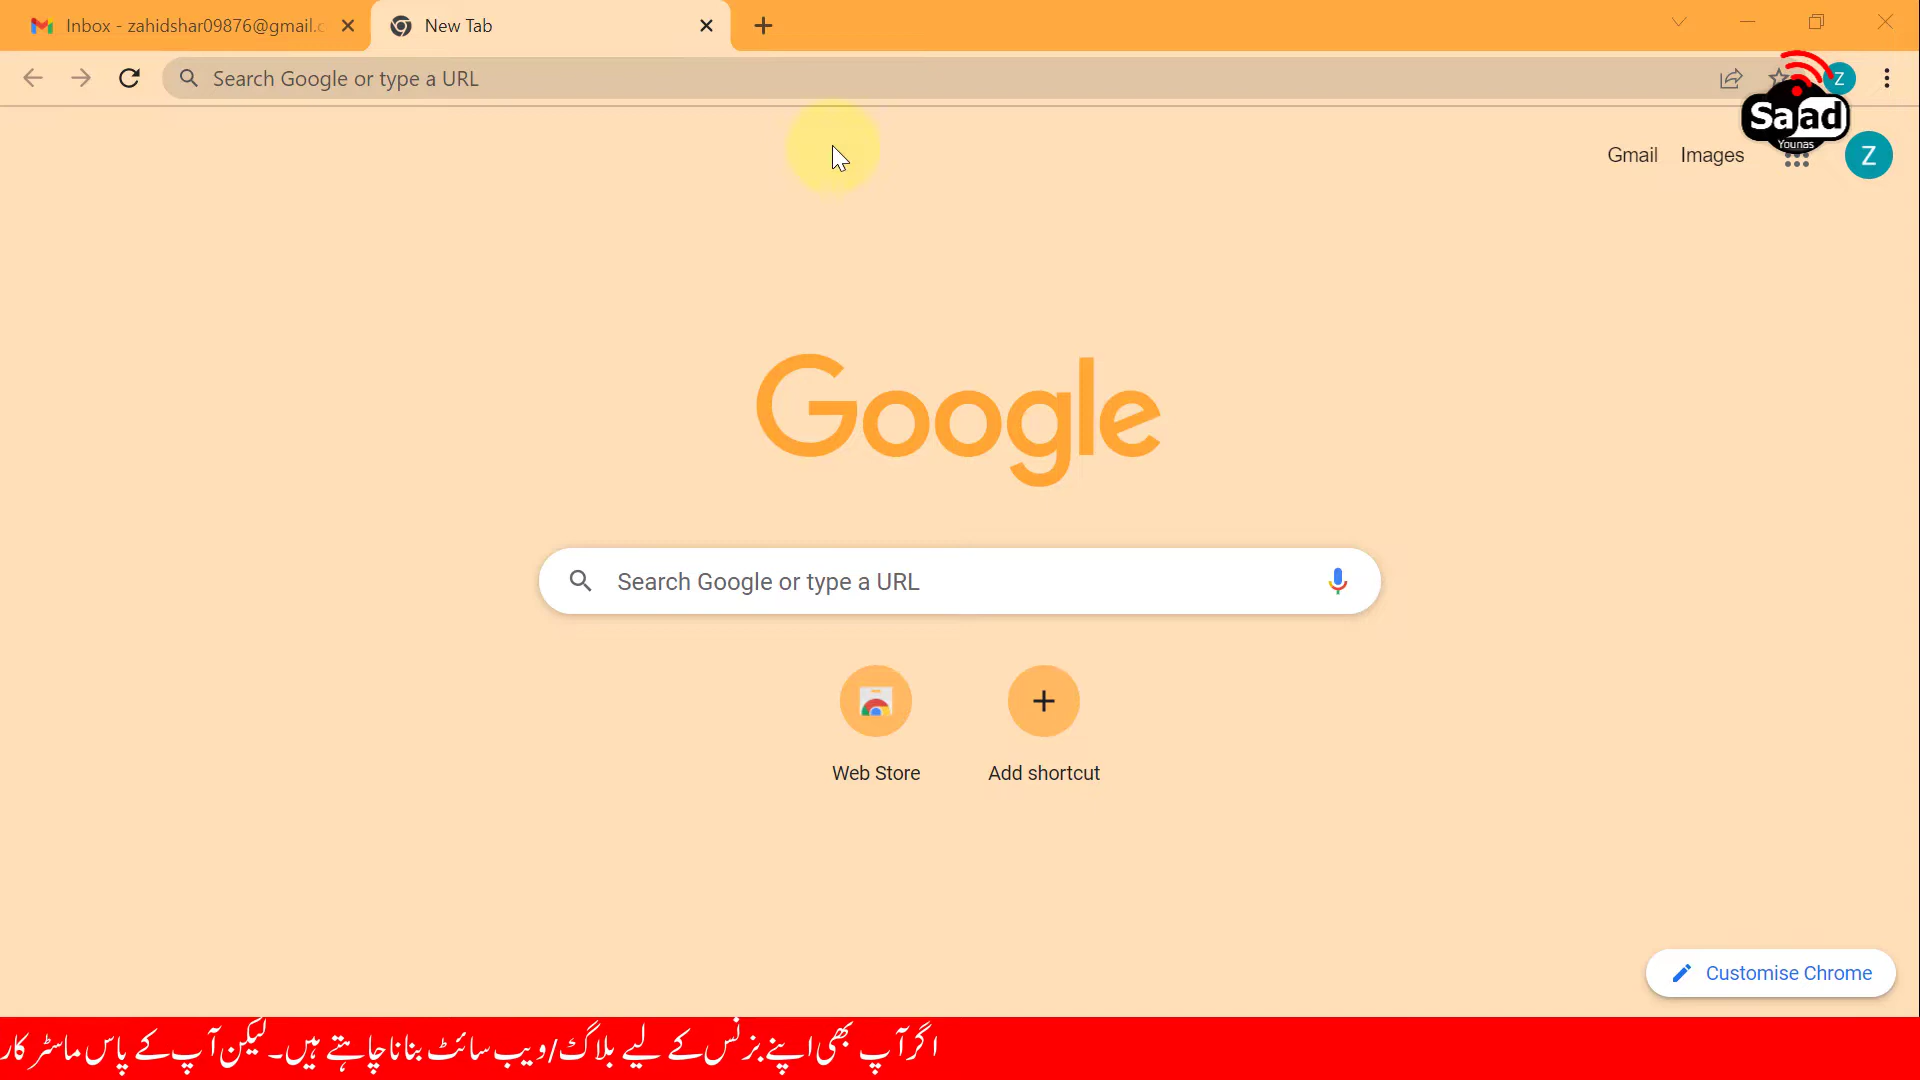 Inbox - zahidshar09876@gmail.c
New Tab
Search Google or type a URL
Z
Saad
Younas
Gmail Images
Z
Google
Search Google or type a URL
Web Store
Add shortcut
Customise Chrome
اگر آپ بھی اپنے بزنس کے لیے بلاگ/ویب سائٹ بنانا چاہتے ہیں۔ لیکن آپ کے پاس ماسٹر کار